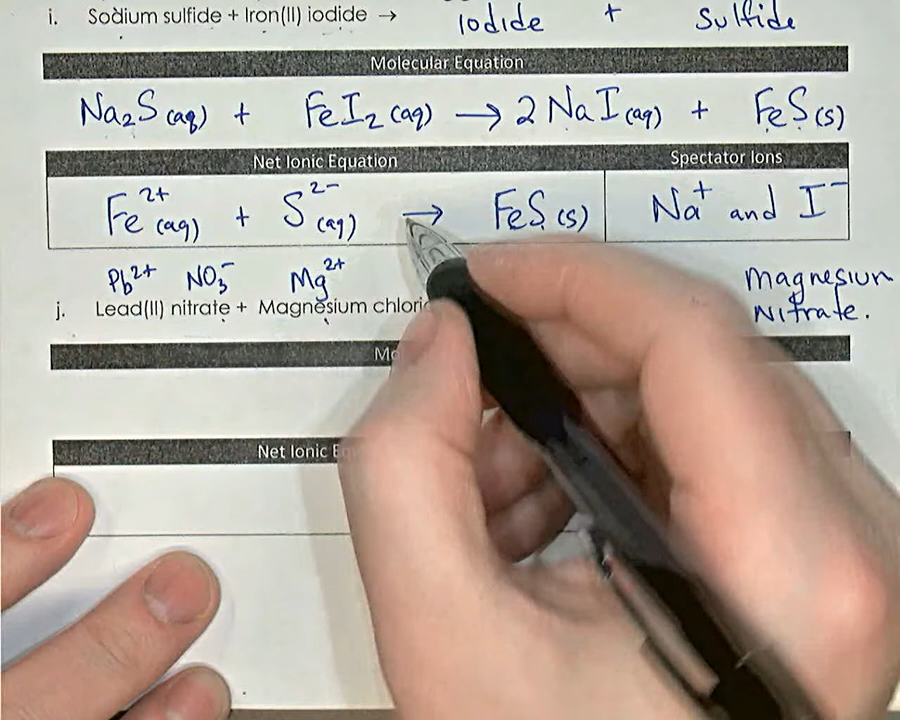 i. Sodium sulfide + Iron(II) iodide → Iodide + Sulfide
Molecular Equation
Na₂S (aq) + FeI₂ (aq) → 2 NaI (aq) + FeS (s)
Net Ionic Equation Spectator Ions
Fe²⁺ (aq) + S²⁻ (aq) → FeS (s) Na⁺ and I⁻
Pb²⁺ NO₃⁻ Mg²⁺ Magnesium
j. Lead(II) nitrate + Magnesium Nitrate.
Net Ionic